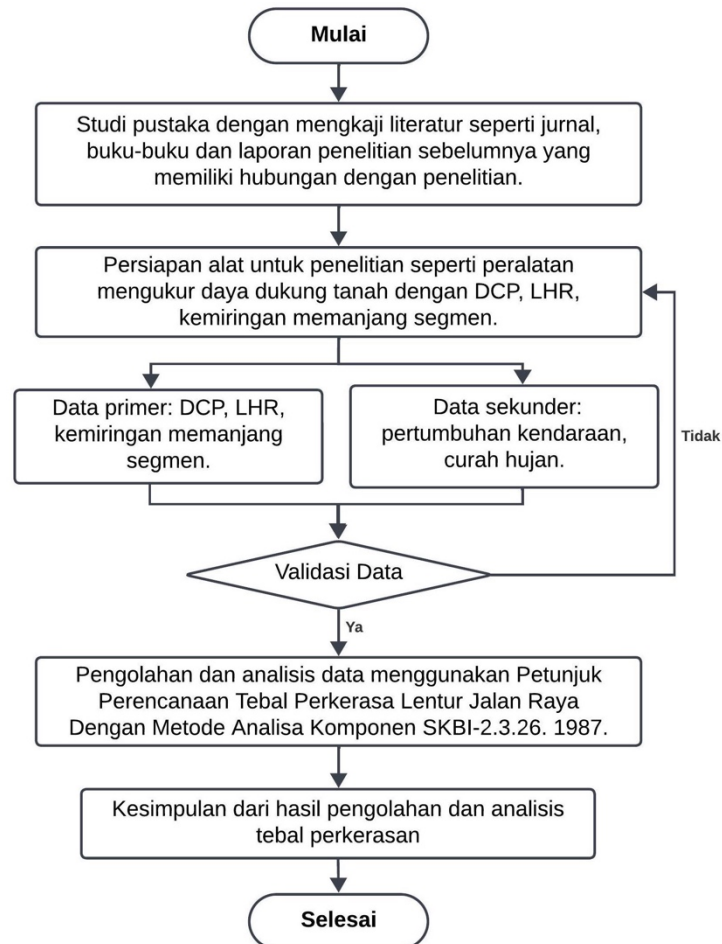 Mulai
Studi pustaka dengan mengkaji literatur seperti jurnal,
buku-buku dan laporan penelitian sebelumnya yang
memiliki hubungan dengan penelitian.
Persiapan alat untuk penelitian seperti peralatan
mengukur daya dukung tanah dengan DCP, LHR,
kemiringan memanjang segmen.
Data primer: DCP, LHR,
kemiringan memanjang
segmen.
Data sekunder:
pertumbuhan kendaraan,
curah hujan.
Tidak
Validasi Data
Ya
Pengolahan dan analisis data menggunakan Petunjuk
Perencanaan Tebal Perkerasa Lentur Jalan Raya
Dengan Metode Analisa Komponen SKBI-2.3.26. 1987.
Kesimpulan dari hasil pengolahan dan analisis
tebal perkerasan
Selesai